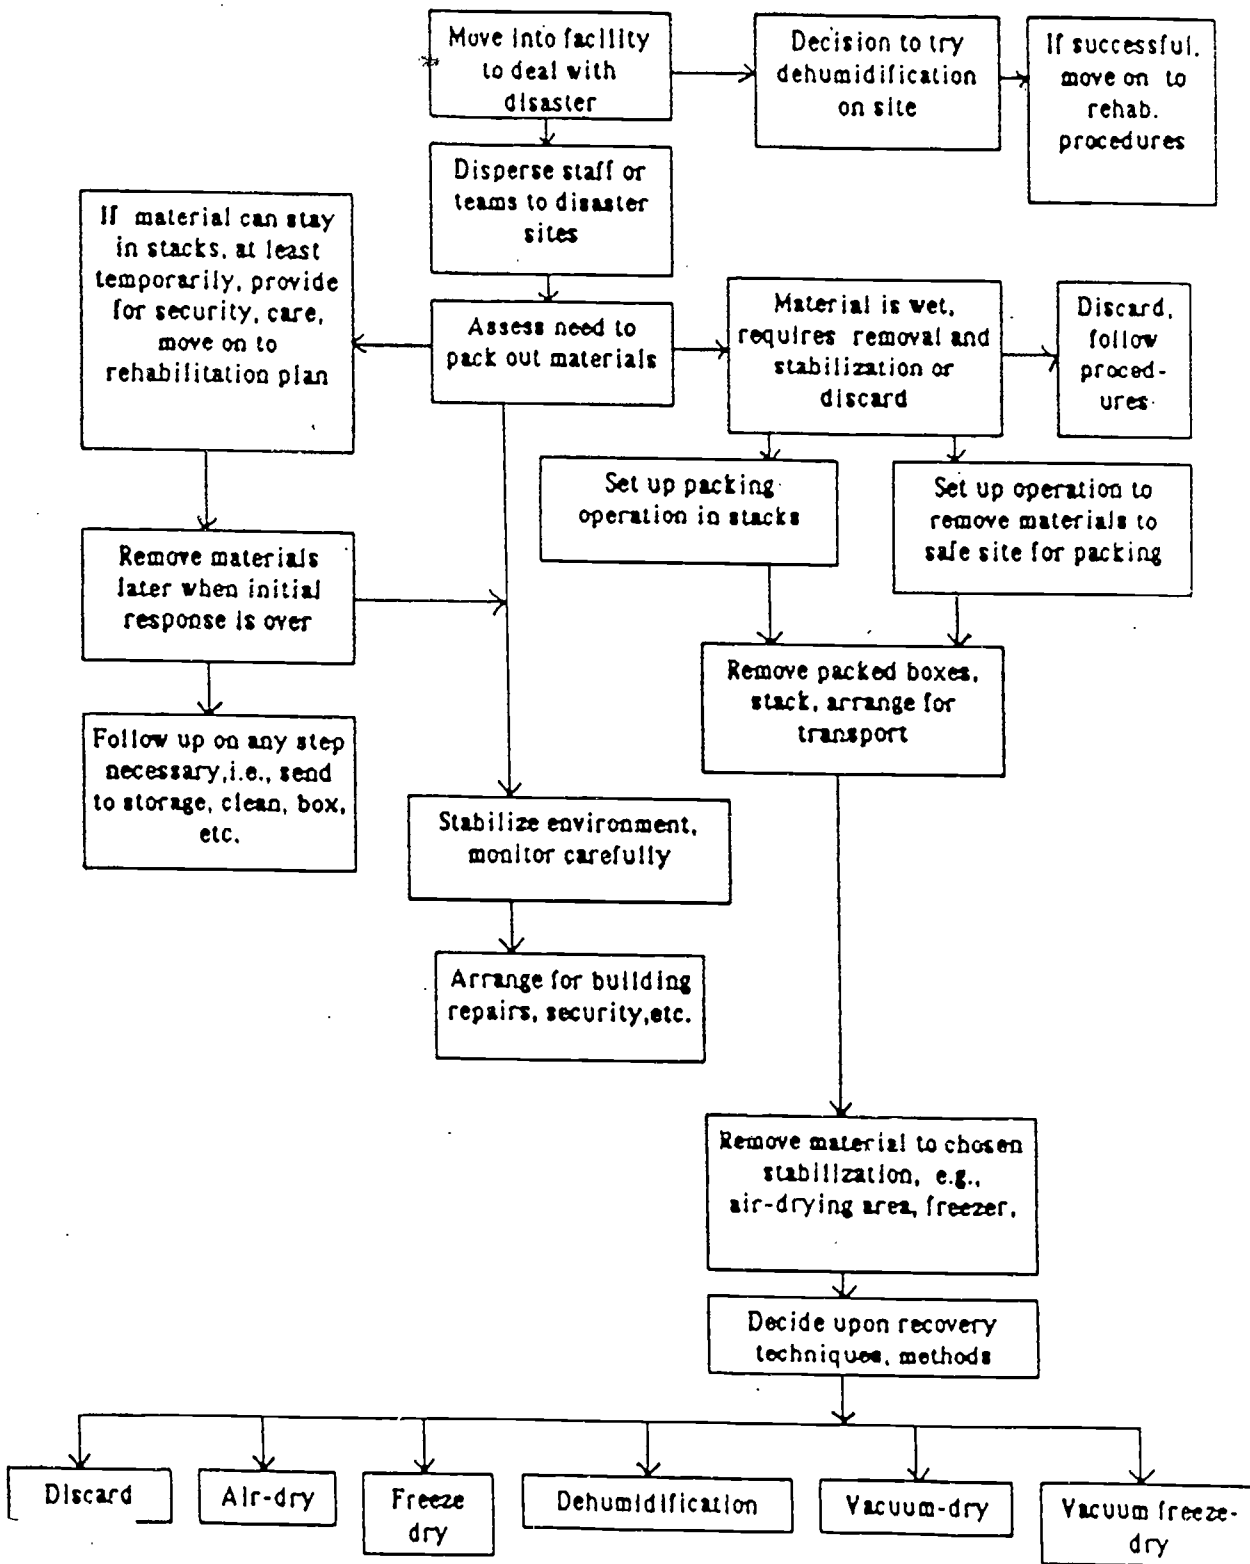 Move into facility
to deal with
disaster
Decision to try
dehumidification
on site
If successful,
move on to
rehab.
procedures
Disperse staff or
teams to disaster
sites
If material can stay
in stacks, at least
temporarily, provide
for security, care,
move on to
rehabilitation plan
Assess need to
pack out materials
Material is wet,
requires removal and
stabilization or
discard
Discard,
follow
proced-
ures
Set up packing
operation in stacks
Set up operation to
remove materials to
safe site for packing
Remove materials
later when initial
response is over
Remove packed boxes,
stack, arrange for
transport
Follow up on any step
necessary,i.e., send
to storage, clean, box,
etc.
Stabilize environment,
monitor carefully
Arrange for building
repairs, security,etc.
Remove material to chosen
stabilization, e.g.,
air-drying area, freezer.
Decide upon recovery
techniques, methods
Discard
Air-dry
Freeze
dry
Dehumidification
Vacuum-dry
Vacuum freeze-
dry